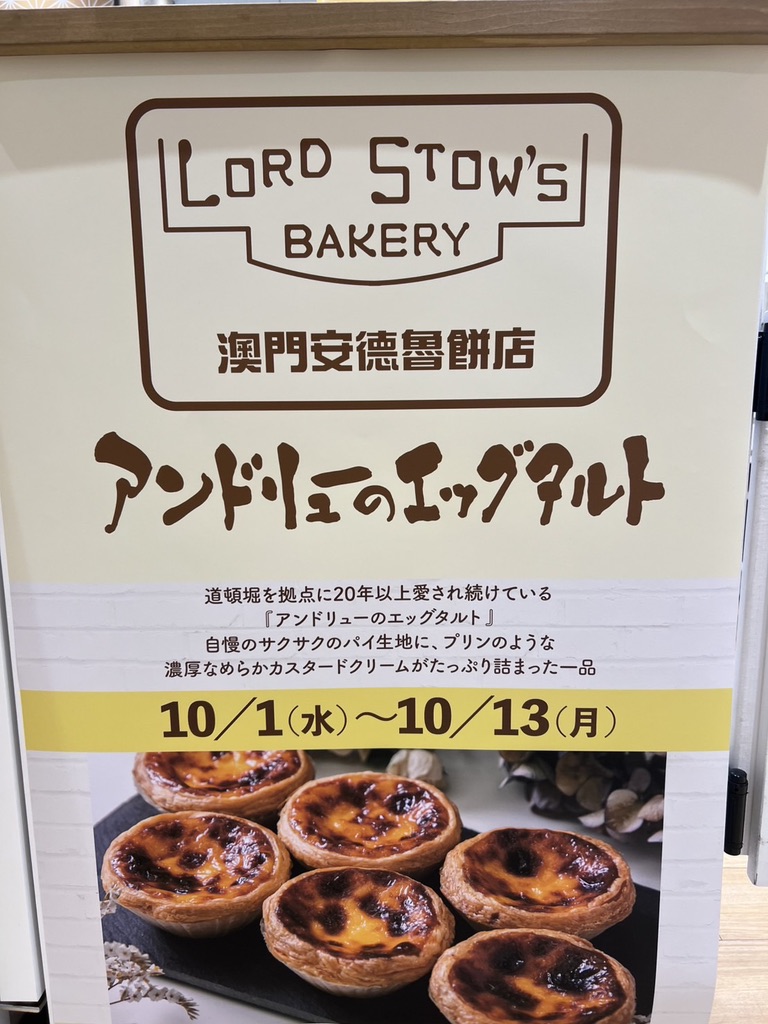 LORD STOW'S
BAKERY
澳門安德魯餅店
アンドリューのエッグタルト
道頓堀を拠点に20年以上愛され続けている
『アンドリューのエッグタルト』
自慢のサクサクのパイ生地に、プリンのような
濃厚なめらかカスタードクリームがたっぷり詰まった一品
10/1(水)～10/13(月)